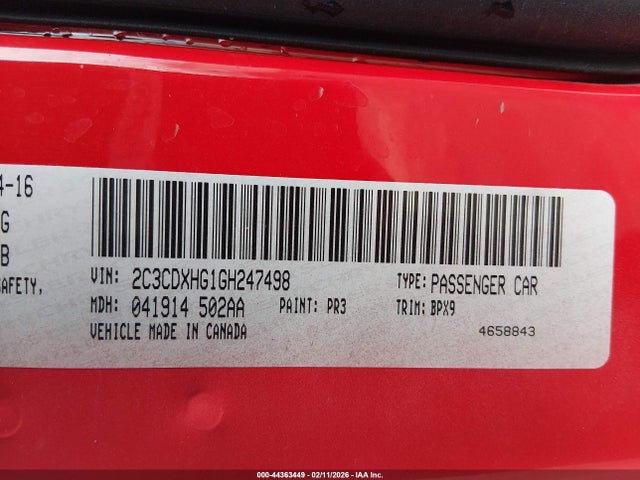 4-16
G
B
AFETY,
VIN: 2C3CDXHG1GH247498 TYPE: PASSENGER CAR
MDH: 041914 502AA PAINT: PR3 TRIM: BPX9
VEHICLE MADE IN CANADA
4658843
000-44363449 - 02/11/2026 - IAA Inc.